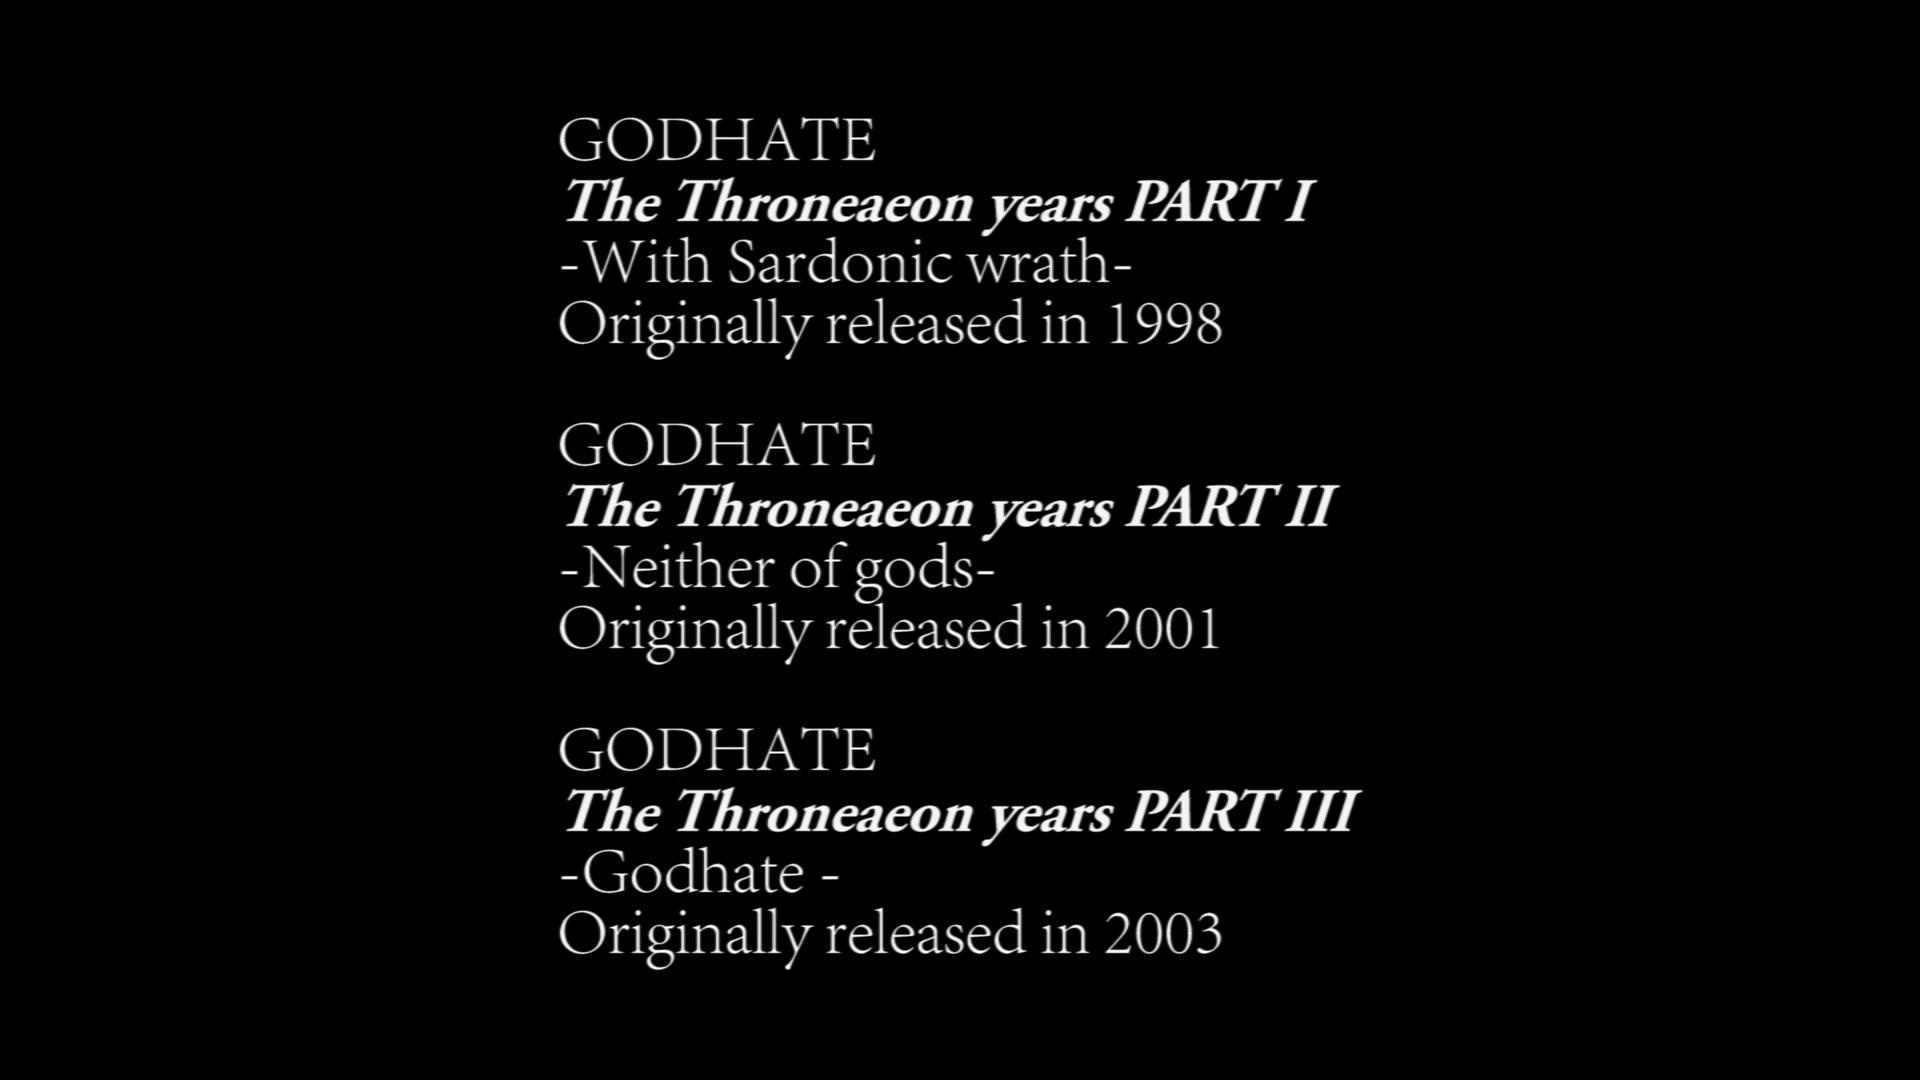 GODHATE
The Throneaeon years PART I
-With Sardonic wrath-
Originally released in 1998
GODHATE
The Throneaeon years PART II
-Neither of gods-
Originally released in 2001
GODHATE
The Throneaeon years PART III
-Godhate -
Originally released in 2003